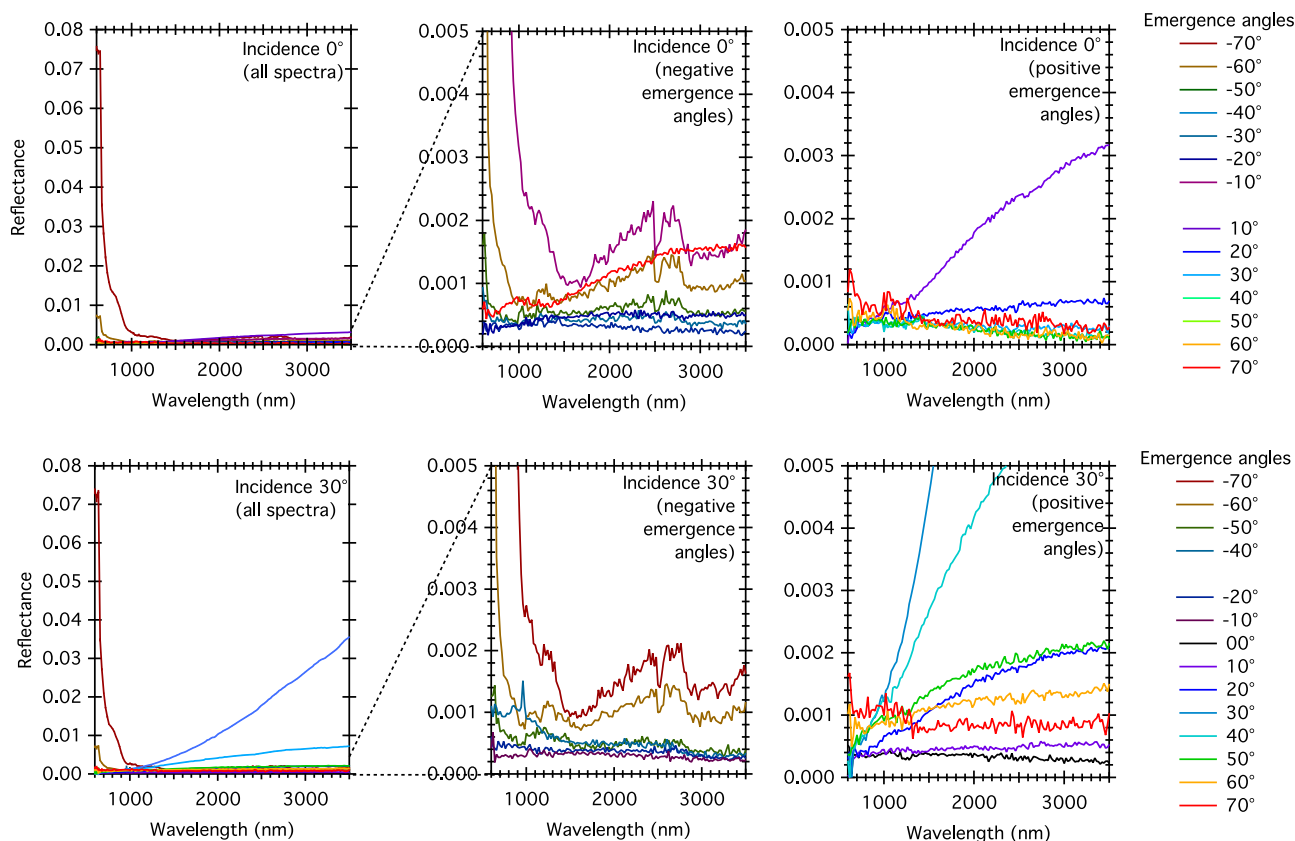 0.08
0.07
0.06
0.05
0.04
0.03
0.02
0.01
0.00
Reflectance
1000 2000 3000
Wavelength (nm)
Incidence 0°
(all spectra)
0.005
0.004
0.003
0.002
0.001
0.000
1000 2000 3000
Wavelength (nm)
Incidence 0°
(negative
emergence
angles)
0.005
0.004
0.003
0.002
0.001
0.000
1000 2000 3000
Wavelength (nm)
Incidence 0°
(positive
emergence
angles)
Emergence angles
-70°
-60°
-50°
-40°
-30°
-20°
-10°
10°
20°
30°
40°
50°
60°
70°
0.08
0.07
0.06
0.05
0.04
0.03
0.02
0.01
0.00
Reflectance
1000 2000 3000
Wavelength (nm)
Incidence 30°
(all spectra)
0.005
0.004
0.003
0.002
0.001
0.000
1000 2000 3000
Wavelength (nm)
Incidence 30°
(negative
emergence
angles)
0.005
0.004
0.003
0.002
0.001
0.000
1000 2000 3000
Wavelength (nm)
Incidence 30°
(positive
emergence
angles)
Emergence angles
-70°
-60°
-50°
-40°
-20°
-10°
00°
10°
20°
30°
40°
50°
60°
70°